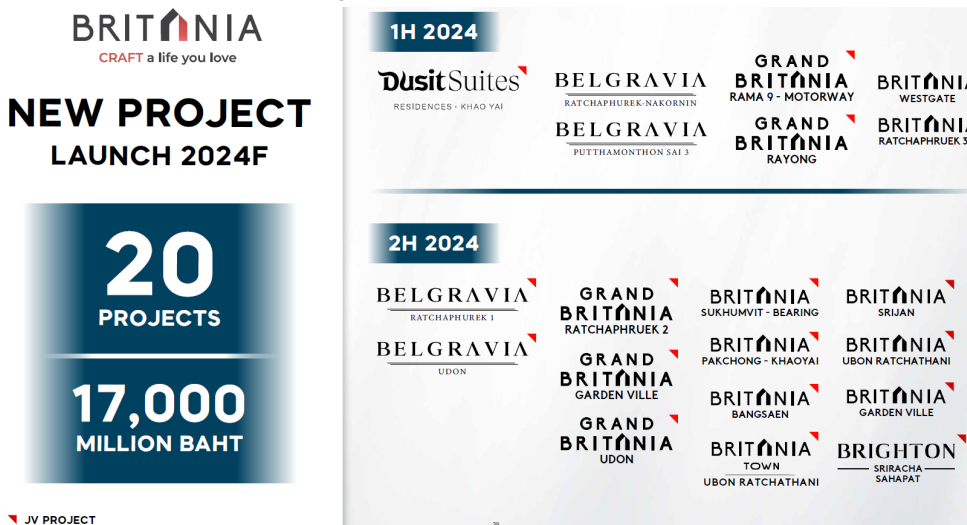 BRITANIA
CRAFT a life you love
NEW PROJECT
LAUNCH 2024F
20
PROJECTS
17,000
MILLION BAHT
JV PROJECT
1H 2024
Dusit Suites
RESIDENCES - KHAO YAI
BELGRAVIA
RATCHAPHUREK-NAKORNIN
BELGRAVIA
PUTTHAMONTHON SAI 3
GRAND
BRITANIA
RAMA 9 - MOTORWAY
GRAND
BRITANIA
RAYONG
BRITANIA
WESTGATE
BRITANIA
RATCHAPHRUEK 3
2H 2024
BELGRAVIA
RATCHAPHUREK 1
BELGRAVIA
UDON
GRAND
BRITANIA
RATCHAPHRUEK 2
GRAND
BRITANIA
GARDEN VILLE
GRAND
BRITANIA
UDON
BRITANIA
SUKHUMVIT - BEARING
BRITANIA
PAKCHONG - KHAOYAI
BRITANIA
BANGSAEN
BRITANIA
TOWN
UBON RATCHATHANI
BRITANIA
SRIJAN
BRITANIA
UBON RATCHATHANI
BRITANIA
GARDEN VILLE
BRIGHTON
SRIRACHA
SAHAPAT